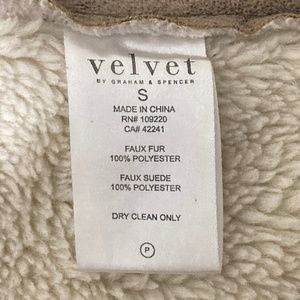 velvet
BY GRAHAM & SPENCER
S
MADE IN CHINA
RN# 109220
CA# 42241
FAUX FUR
100% POLYESTER
FAUX SUEDE
100% POLYESTER
DRY CLEAN ONLY
P